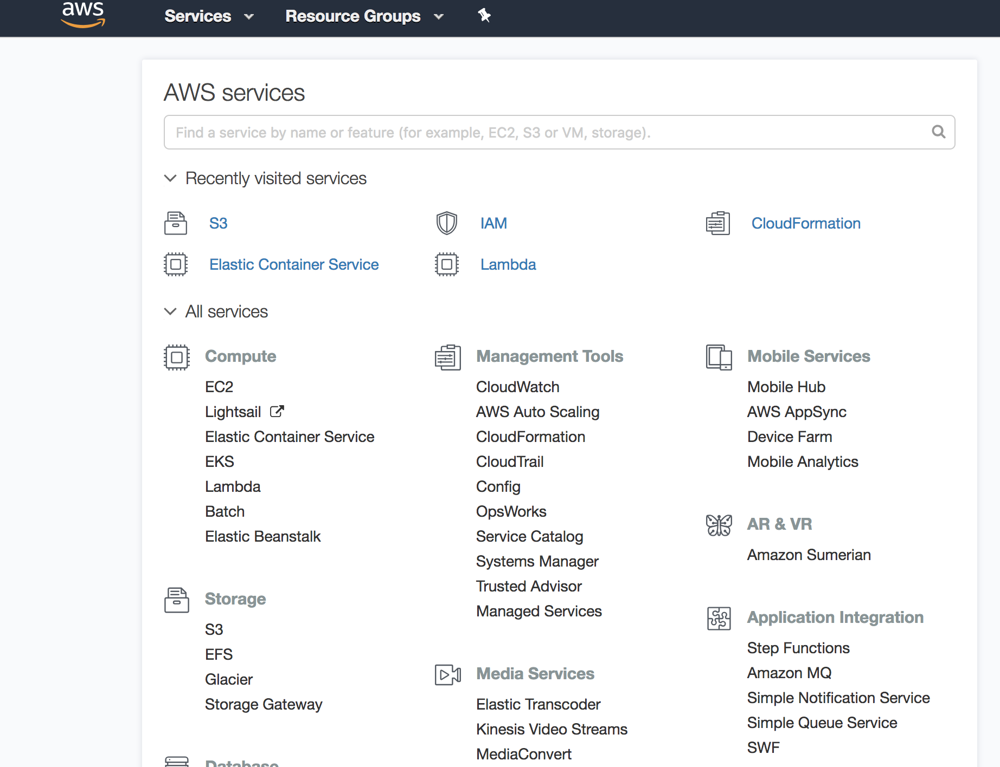 aws
Services
Resource Groups
AWS services
Find a service by name or feature (for example, EC2, S3 or VM, storage).
Recently visited services
S3
IAM
CloudFormation
Elastic Container Service
Lambda
All services
Compute
EC2
Lightsail
Elastic Container Service
EKS
Lambda
Batch
Elastic Beanstalk
Storage
S3
EFS
Glacier
Storage Gateway
Database
Management Tools
CloudWatch
AWS Auto Scaling
CloudFormation
CloudTrail
Config
OpsWorks
Service Catalog
Systems Manager
Trusted Advisor
Managed Services
Media Services
Elastic Transcoder
Kinesis Video Streams
MediaConvert
Mobile Services
Mobile Hub
AWS AppSync
Device Farm
Mobile Analytics
AR & VR
Amazon Sumerian
Application Integration
Step Functions
Amazon MQ
Simple Notification Service
Simple Queue Service
SWF